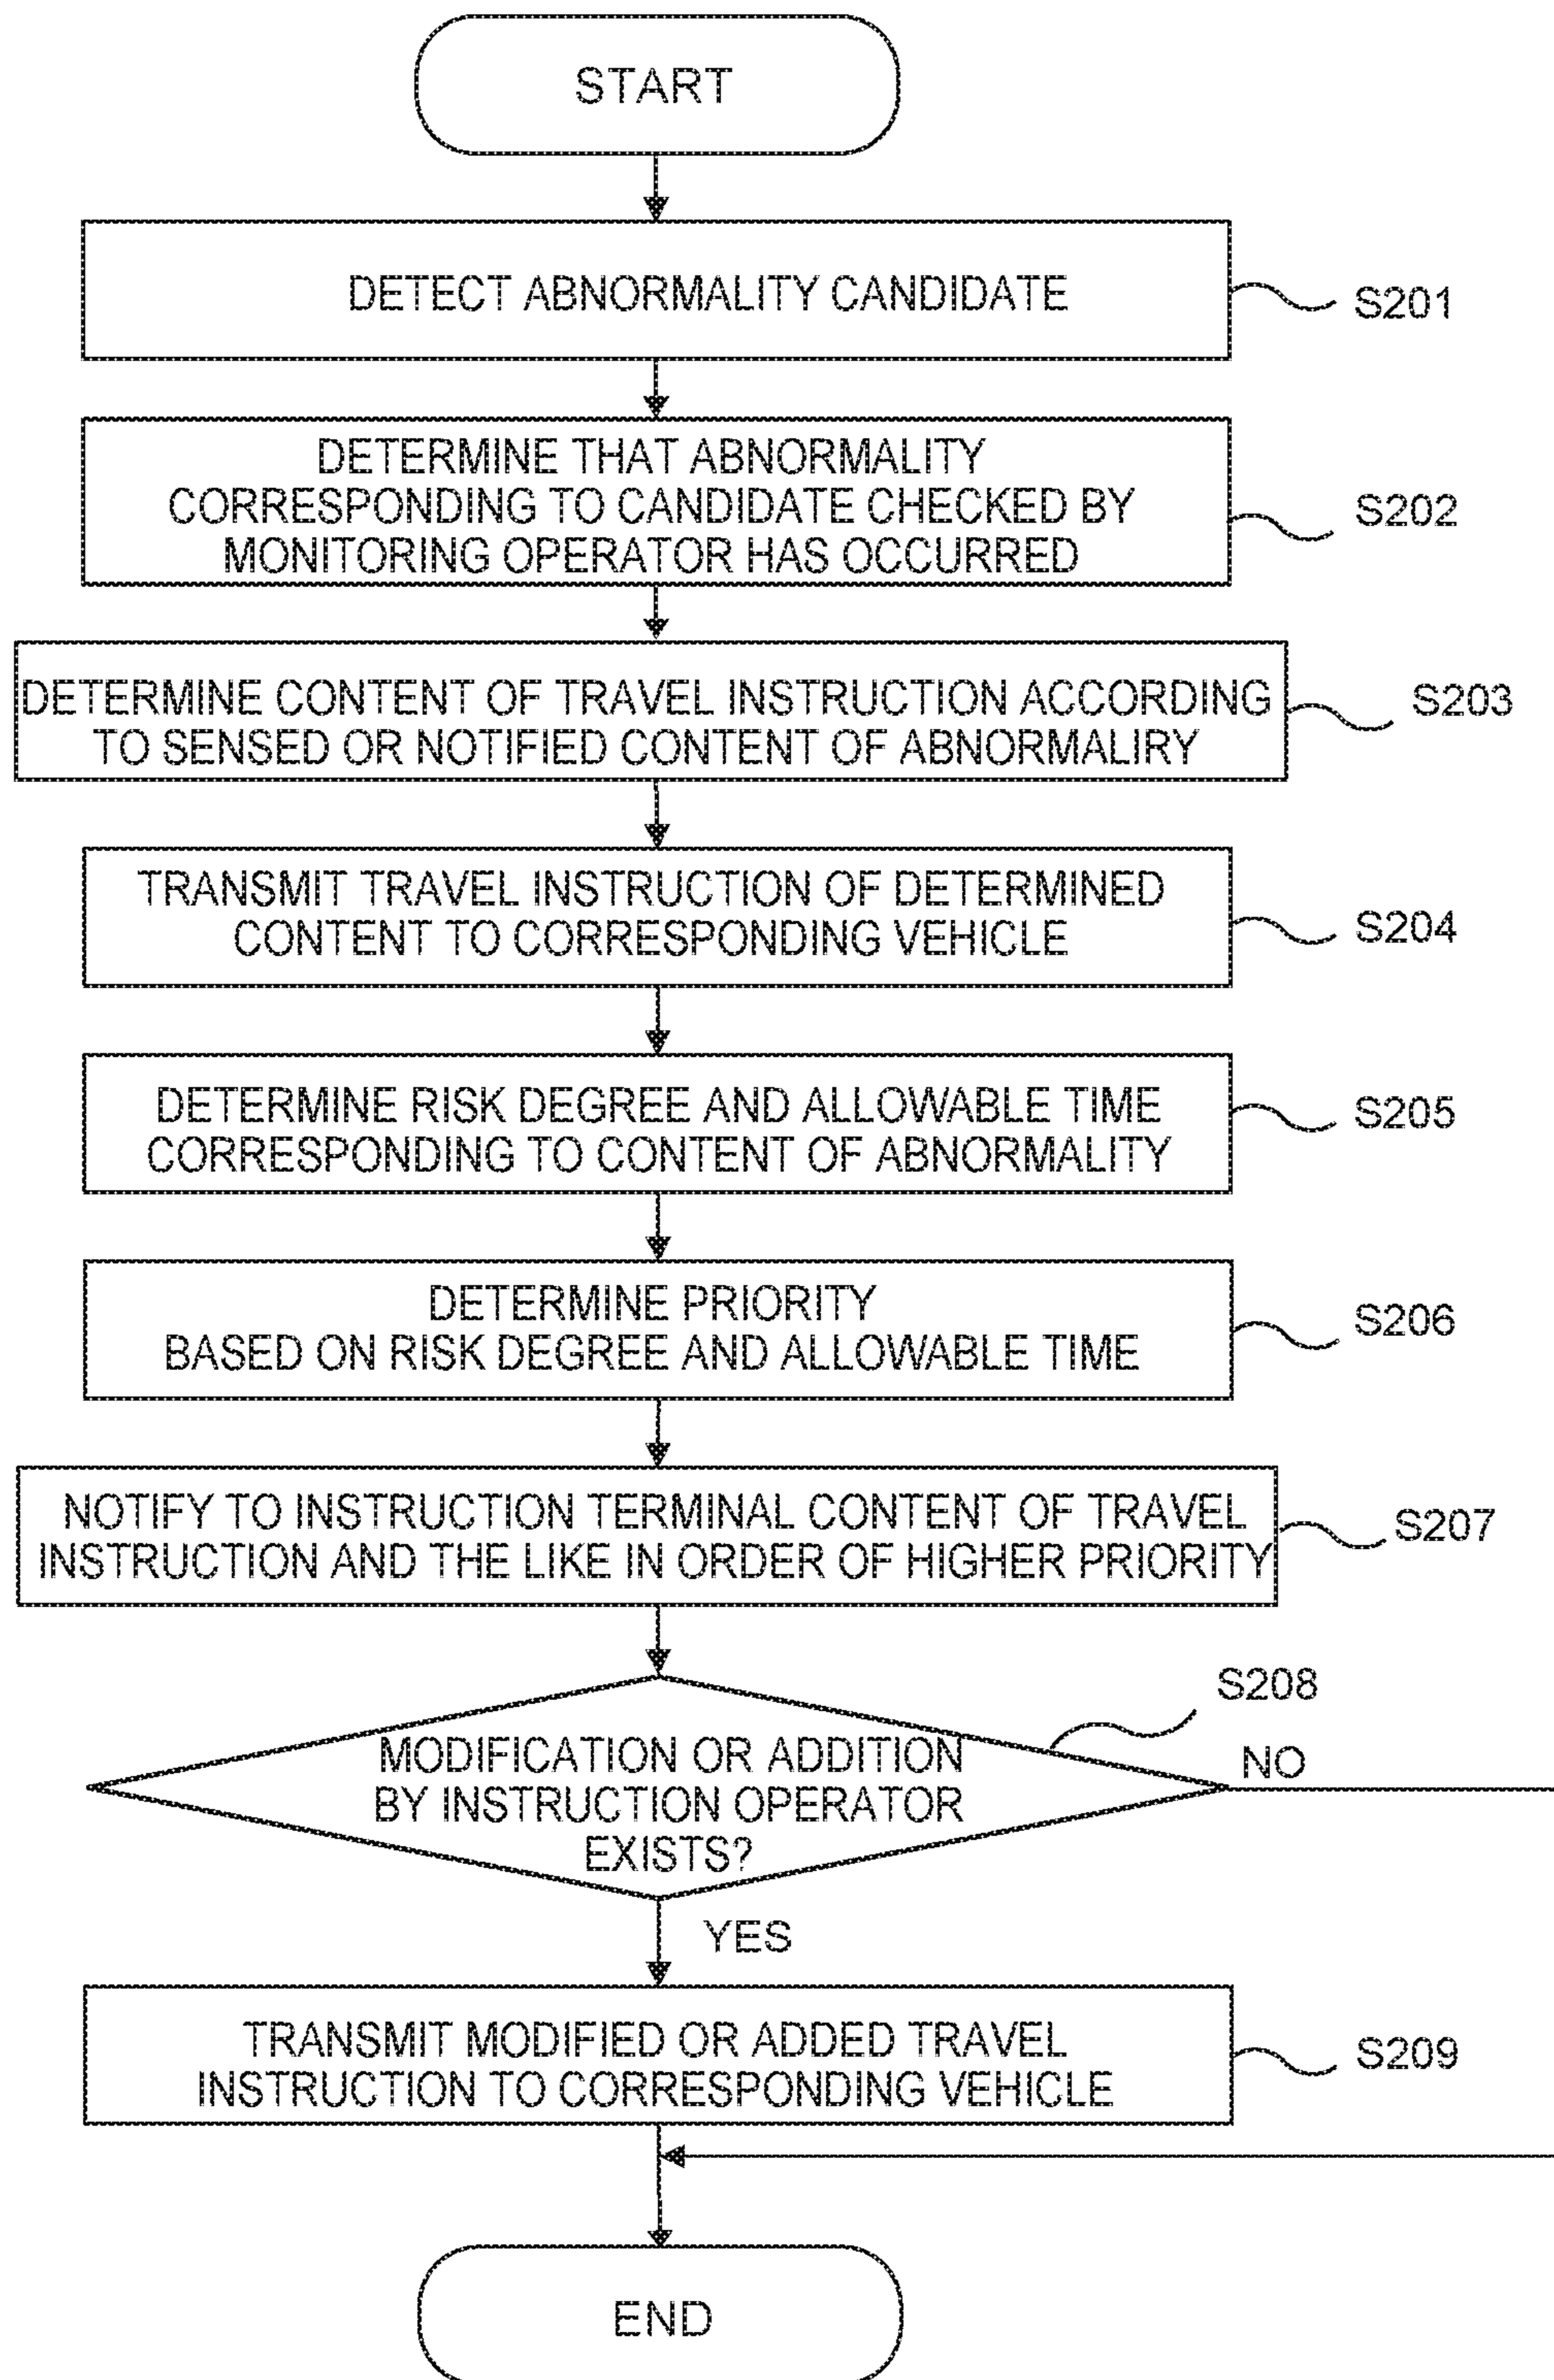 START
DETECT ABNORMALITY CANDIDATE
S201
DETERMINE THAT ABNORMALITY
CORRESPONDING TO CANDIDATE CHECKED BY
MONITORING OPERATOR HAS OCCURRED
S202
DETERMINE CONTENT OF TRAVEL INSTRUCTION ACCORDING
TO SENSED OR NOTIFIED CONTENT OF ABNORMALIRY
S203
TRANSMIT TRAVEL INSTRUCTION OF DETERMINED
CONTENT TO CORRESPONDING VEHICLE
S204
DETERMINE RISK DEGREE AND ALLOWABLE TIME
CORRESPONDING TO CONTENT OF ABNORMALITY
S205
DETERMINE PRIORITY
BASED ON RISK DEGREE AND ALLOWABLE TIME
S206
NOTIFY TO INSTRUCTION TERMINAL CONTENT OF TRAVEL
INSTRUCTION AND THE LIKE IN ORDER OF HIGHER PRIORITY
S207
S208
MODIFICATION OR ADDITION
BY INSTRUCTION OPERATOR
EXISTS?
NO
YES
TRANSMIT MODIFIED OR ADDED TRAVEL
INSTRUCTION TO CORRESPONDING VEHICLE
S209
END